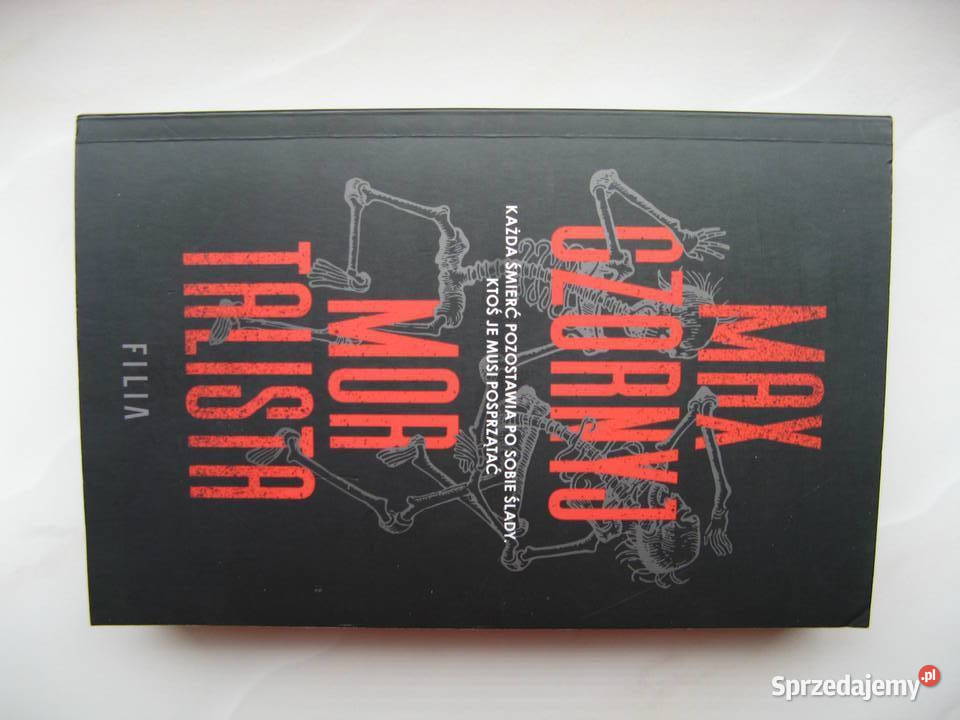 MAX
CZORNYJ
KAŻDA ŚMIERĆ POZOSTAWIA PO SOBIE ŚLADY.
KTOŚ JE MUSI POSPRZĄTAĆ
MOR
TALISTA
FILIA
Sprzedajemy.pl